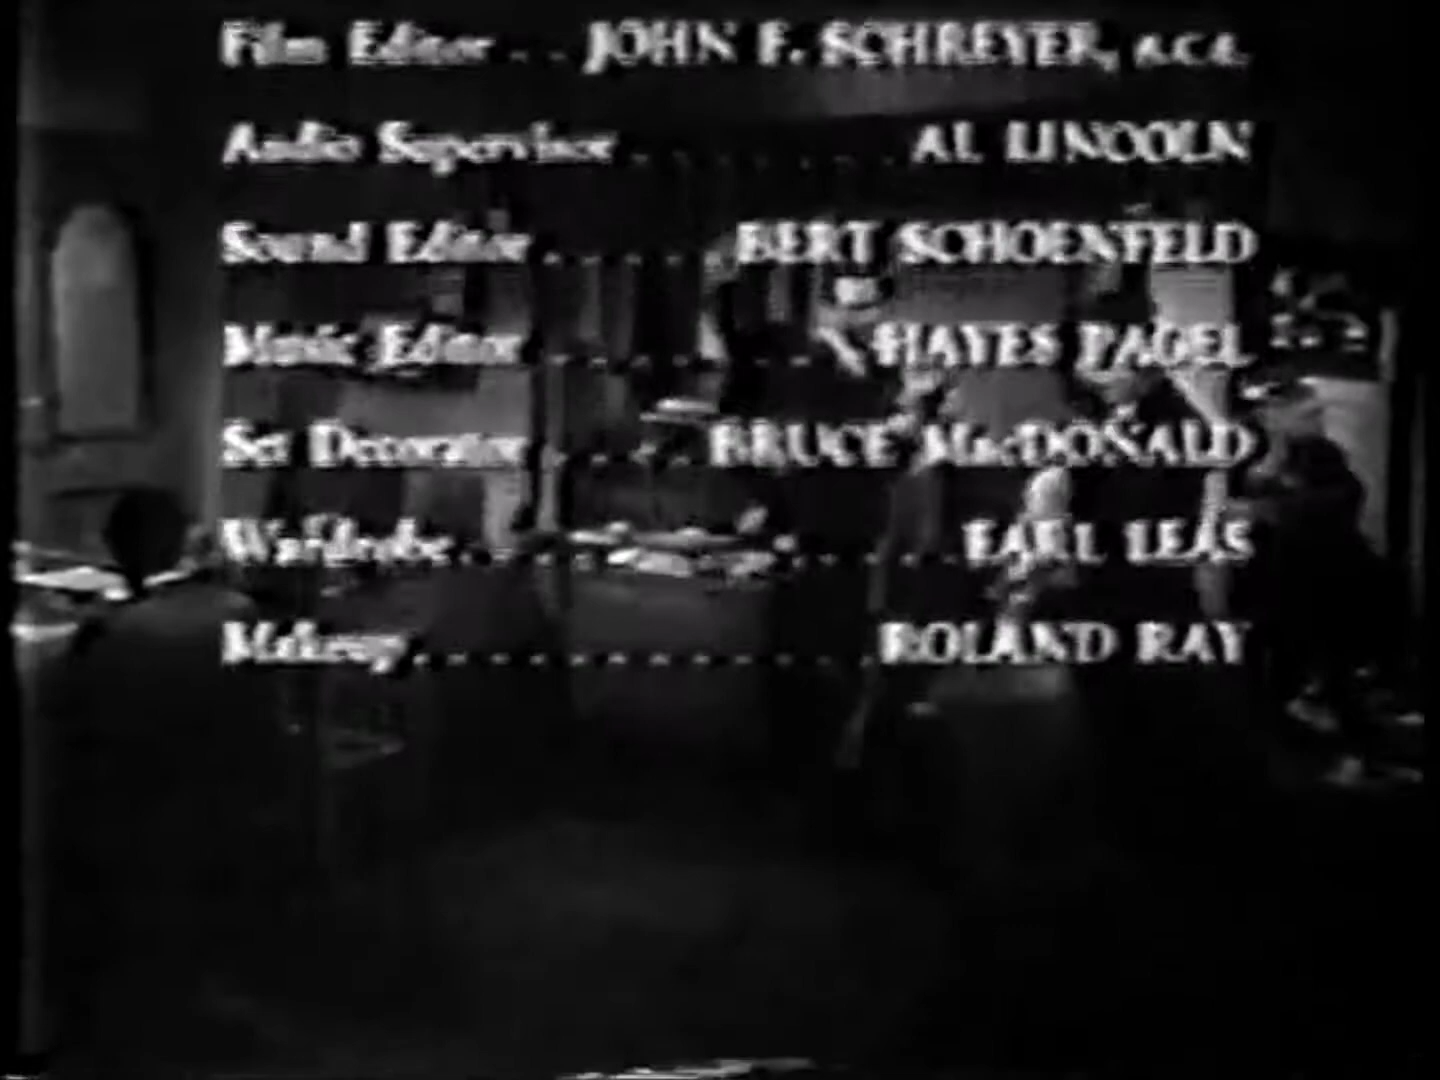 Film Editor . . JOHN F. SCHREYER, A.C.E.
Audio Supervisor . . . . . . . AL LINCOLN
Sound Editor . . . . . BERT SCHOENFELD
Music Editor . . . . . . . HAYES PAGEL
Set Decorator . . . . BRUCE MacDONALD
Wardrobe . . . . . . . . . . . . . EARL LEAS
Makeup . . . . . . . . . . . . ROLAND RAY